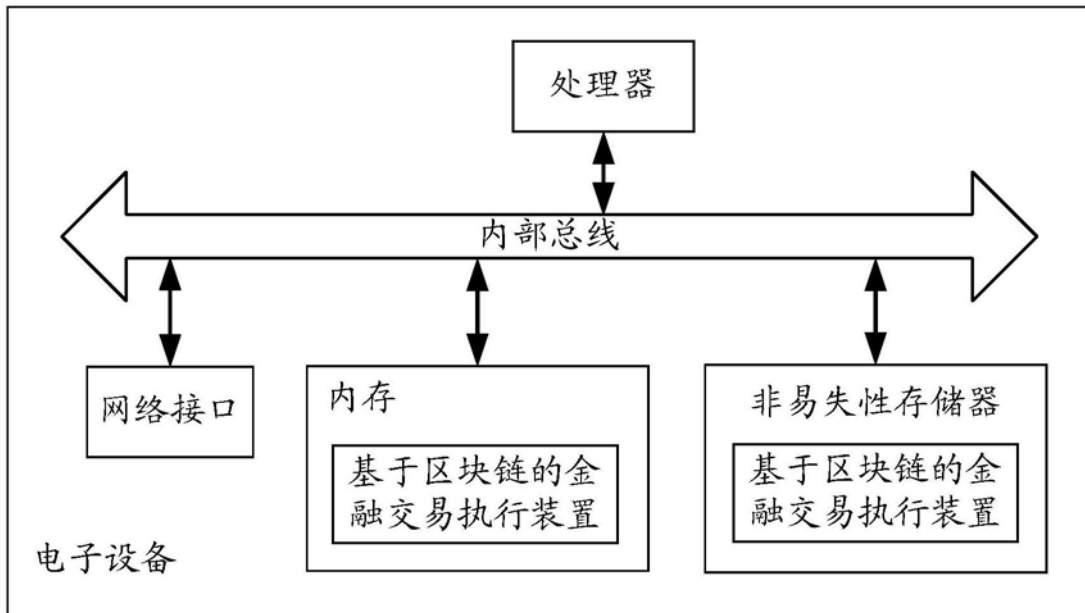 处理器
内部总线
网络接口
内存
基于区块链的金
融交易执行装置
非易失性存储器
基于区块链的金
融交易执行装置
电子设备